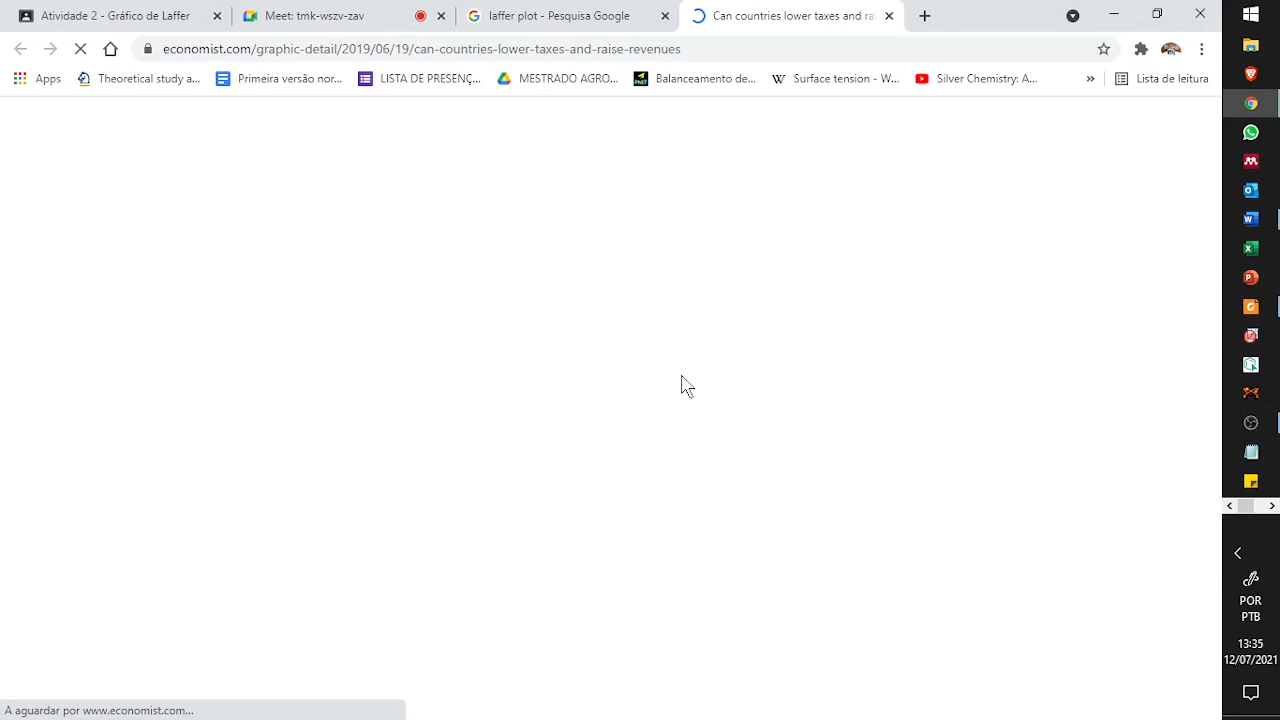 Atividade 2 - Gráfico de Laffer
Meet: tmk-wszv-zav
laffer plot - Pesquisa Google
Can countries lower taxes and ra
economist.com/graphic-detail/2019/06/19/can-countries-lower-taxes-and-raise-revenues
Apps
Theoretical study a...
Primeira versão nor...
LISTA DE PRESENÇ...
MESTRADO AGRO...
Balanceamento de...
Surface tension - W...
Silver Chemistry: A...
»
Lista de leitura
POR
PTB
13:35
12/07/2021
A aguardar por www.economist.com...